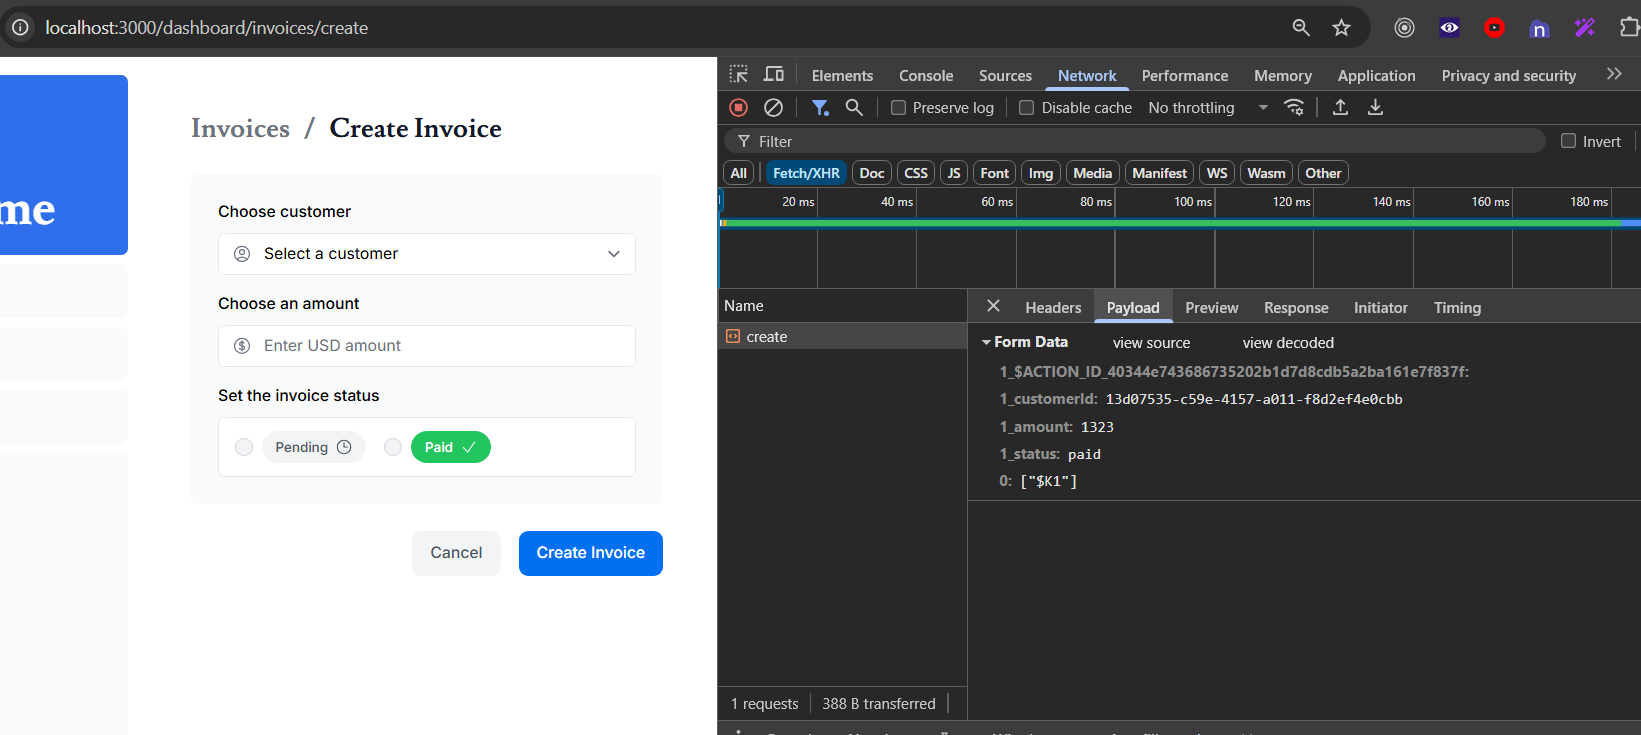 localhost:3000/dashboard/invoices/create
n
me
Invoices / Create Invoice
Choose customer
Select a customer
Choose an amount
Enter USD amount
Set the invoice status
Pending
Paid
Cancel
Create Invoice
Elements Console Sources Network Performance Memory Application Privacy and security
Preserve log Disable cache No throttling
Filter Invert
All Fetch/XHR Doc CSS JS Font Img Media Manifest WS Wasm Other
20 ms 40 ms 60 ms 80 ms 100 ms 120 ms 140 ms 160 ms 180 ms
Name
create
Headers Payload Preview Response Initiator Timing
Form Data view source view decoded
1_$ACTION_ID_40344e743686735202b1d7d8cdb5a2ba161e7f837f:
1_customerId: 13d07535-c59e-4157-a011-f8d2ef4e0cbb
1_amount: 1323
1_status: paid
0: ["$K1"]
1 requests 388 B transferred